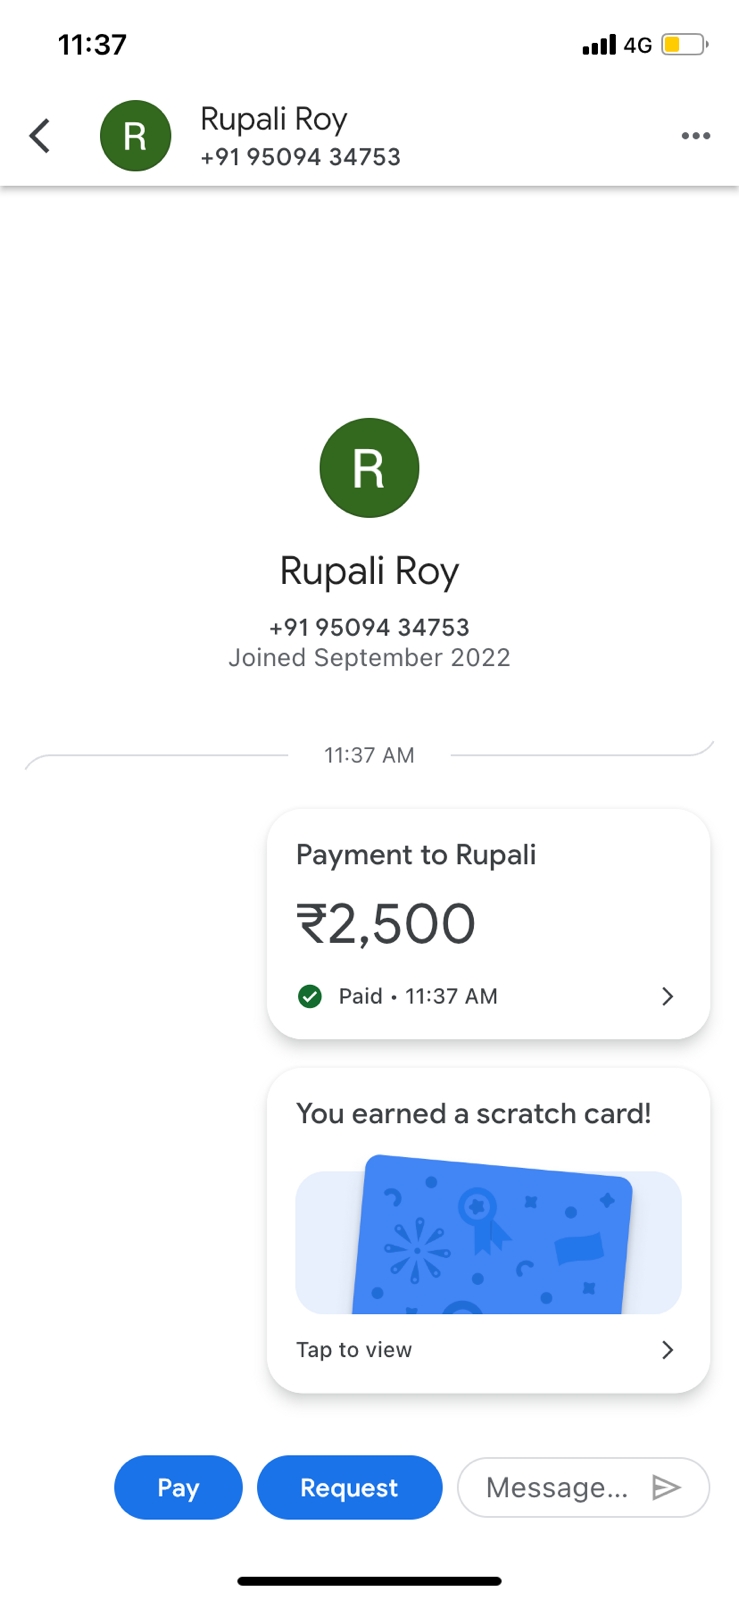 11:37
4G
R
Rupali Roy
+91 95094 34753
R
Rupali Roy
+91 95094 34753
Joined September 2022
11:37 AM
Payment to Rupali
₹2,500
Paid • 11:37 AM
You earned a scratch card!
Tap to view
Pay
Request
Message...